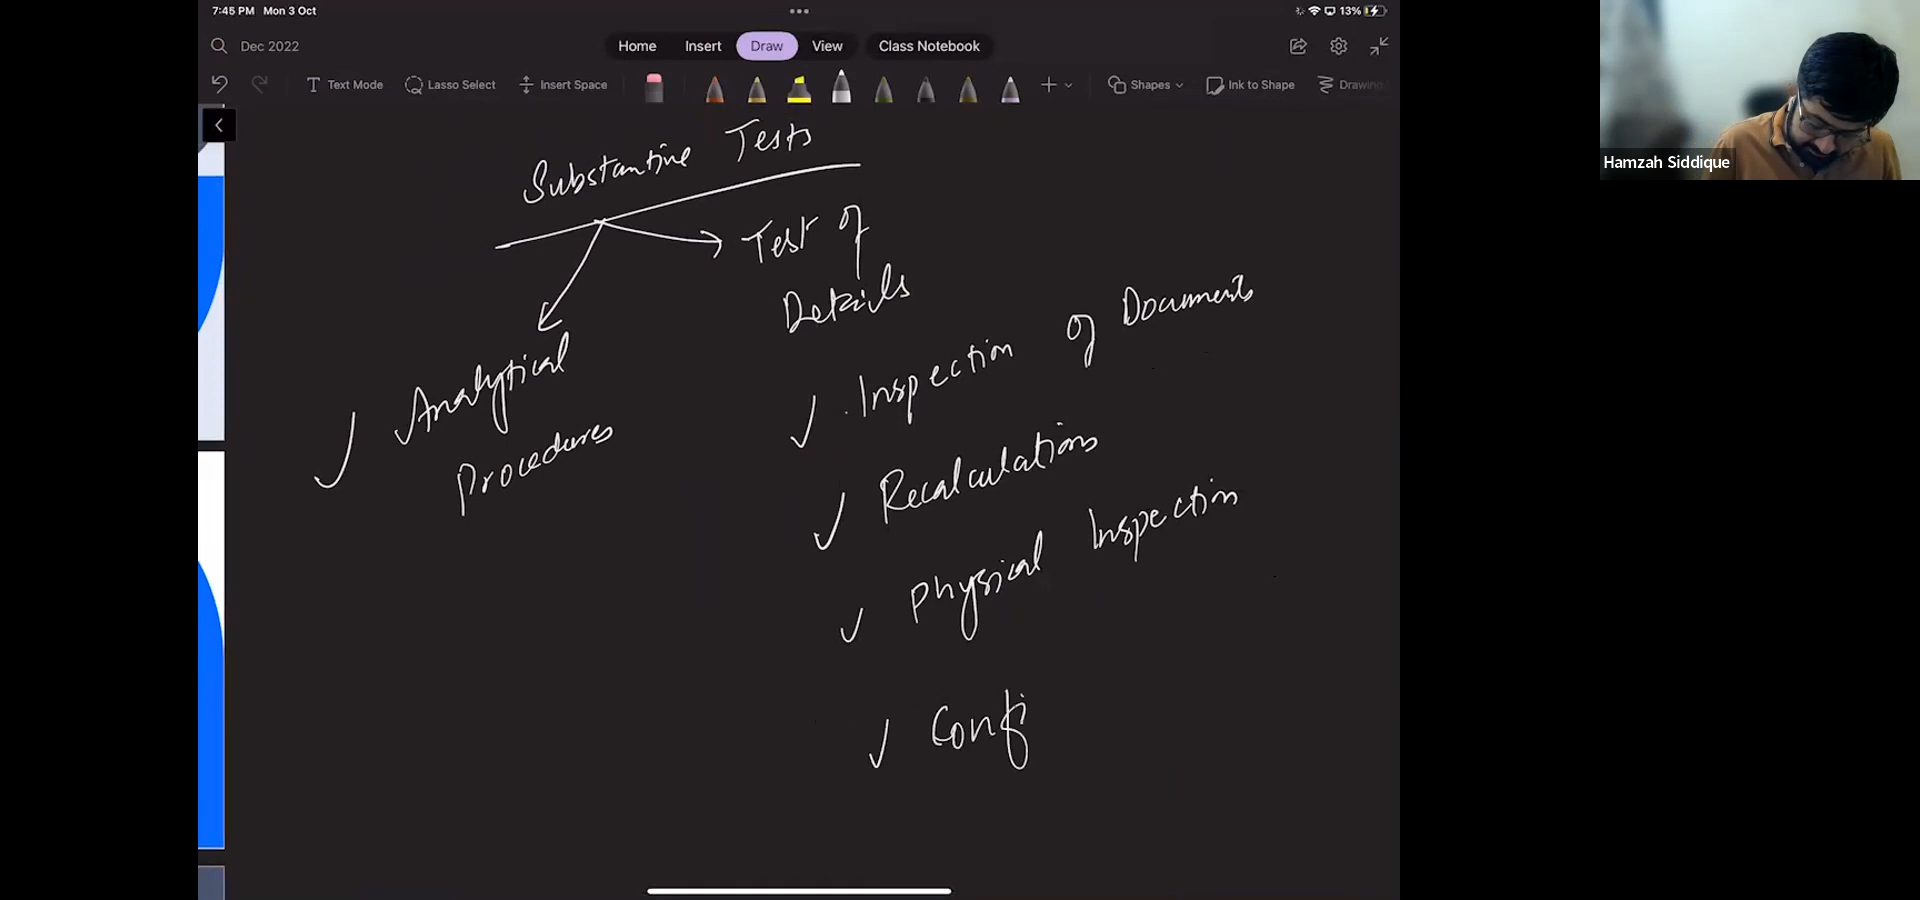 7:45 PM Mon 3 Oct
13%
Dec 2022
Home Insert Draw View Class Notebook
Text Mode Lasso Select Insert Space Shapes Ink to Shape Drawing
Hamzah Siddique
Substantive Tests
Test of
Details
Analytical
Procedures
Inspection of Documents
Recalculations
Physical Inspection
Confi